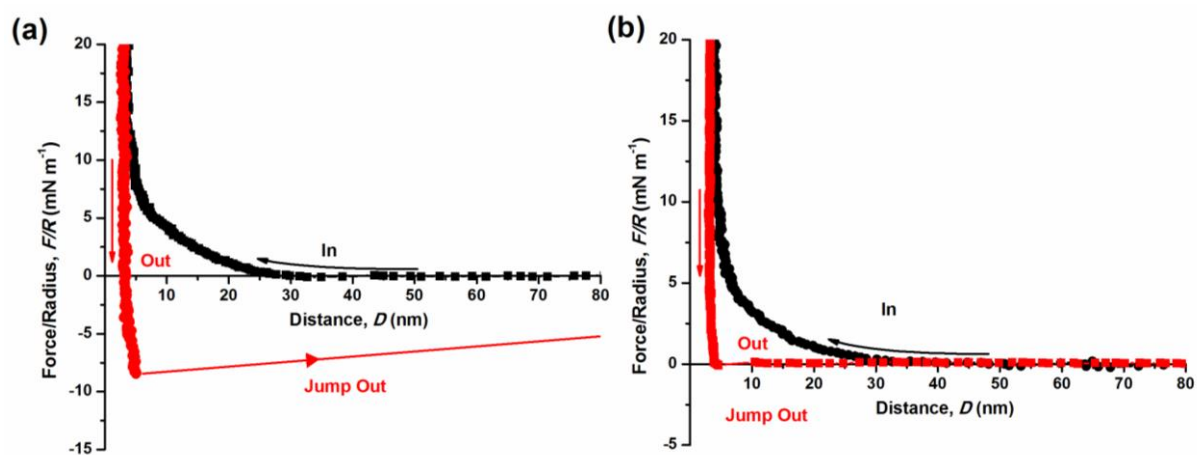 (a)
20
15
10
5
0
-5
-10
-15
10 20 30 40 50 60 70 80
Force/Radius, F/R (mN m⁻¹)
Distance, D (nm)
In
Out
Jump Out
(b)
20
15
10
5
0
-5
10 20 30 40 50 60 70 80
Force/Radius, F/R (mN m⁻¹)
Distance, D (nm)
In
Out
Jump Out